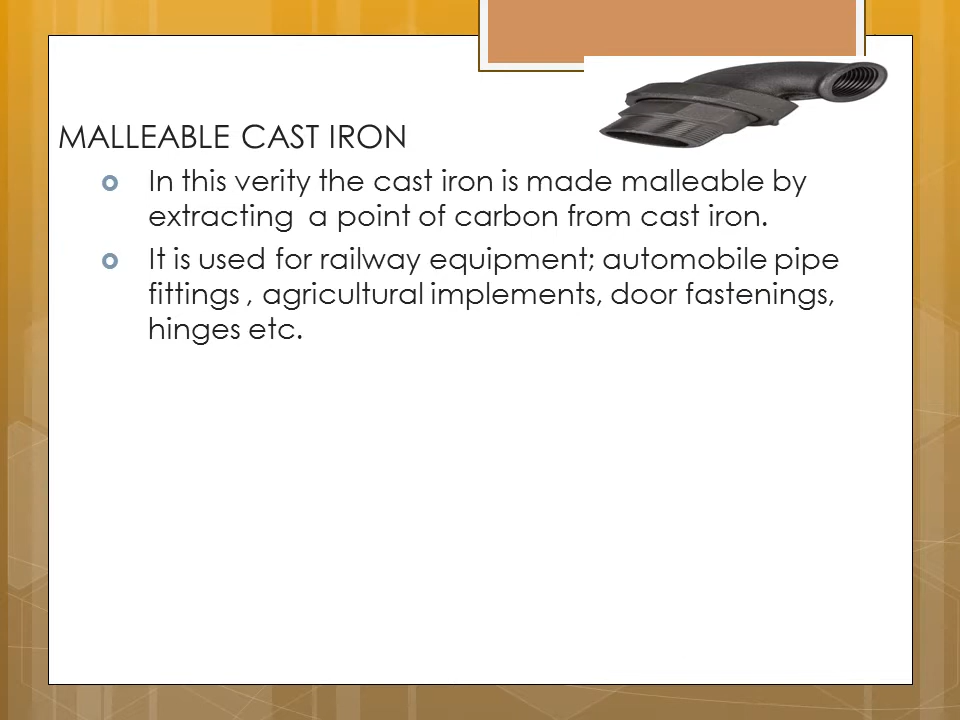 MALLEABLE CAST IRON
In this verity the cast iron is made malleable by
extracting a point of carbon from cast iron.
It is used for railway equipment; automobile pipe
fittings , agricultural implements, door fastenings,
hinges etc.